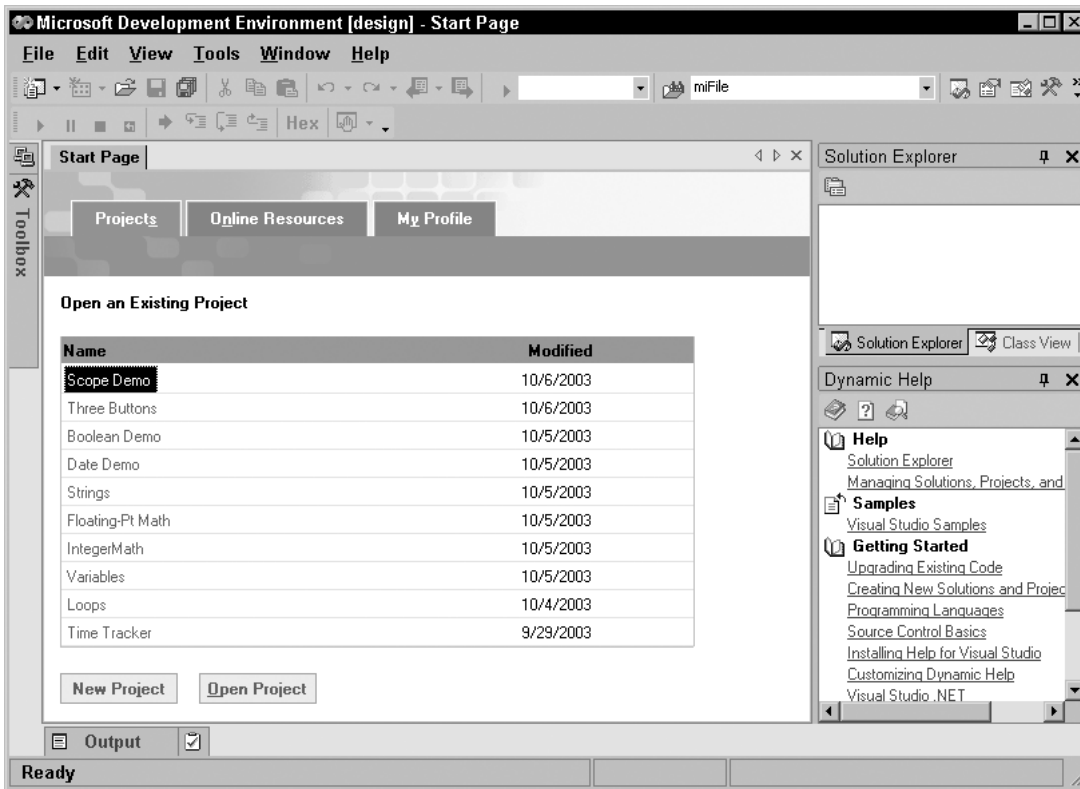 Microsoft Development Environment [design] - Start Page
File Edit View Tools Window Help
miFile
Hex
Toolbox
Start Page
Projects Online Resources My Profile
Open an Existing Project
Name Modified
Scope Demo 10/6/2003
Three Buttons 10/6/2003
Boolean Demo 10/5/2003
Date Demo 10/5/2003
Strings 10/5/2003
Floating-Pt Math 10/5/2003
IntegerMath 10/5/2003
Variables 10/5/2003
Loops 10/4/2003
Time Tracker 9/29/2003
New Project Open Project
Solution Explorer
Solution Explorer Class View
Dynamic Help
Help
Solution Explorer
Managing Solutions, Projects, and
Samples
Visual Studio Samples
Getting Started
Upgrading Existing Code
Creating New Solutions and Projec
Programming Languages
Source Control Basics
Installing Help for Visual Studio
Customizing Dynamic Help
Visual Studio .NET
Output
Ready